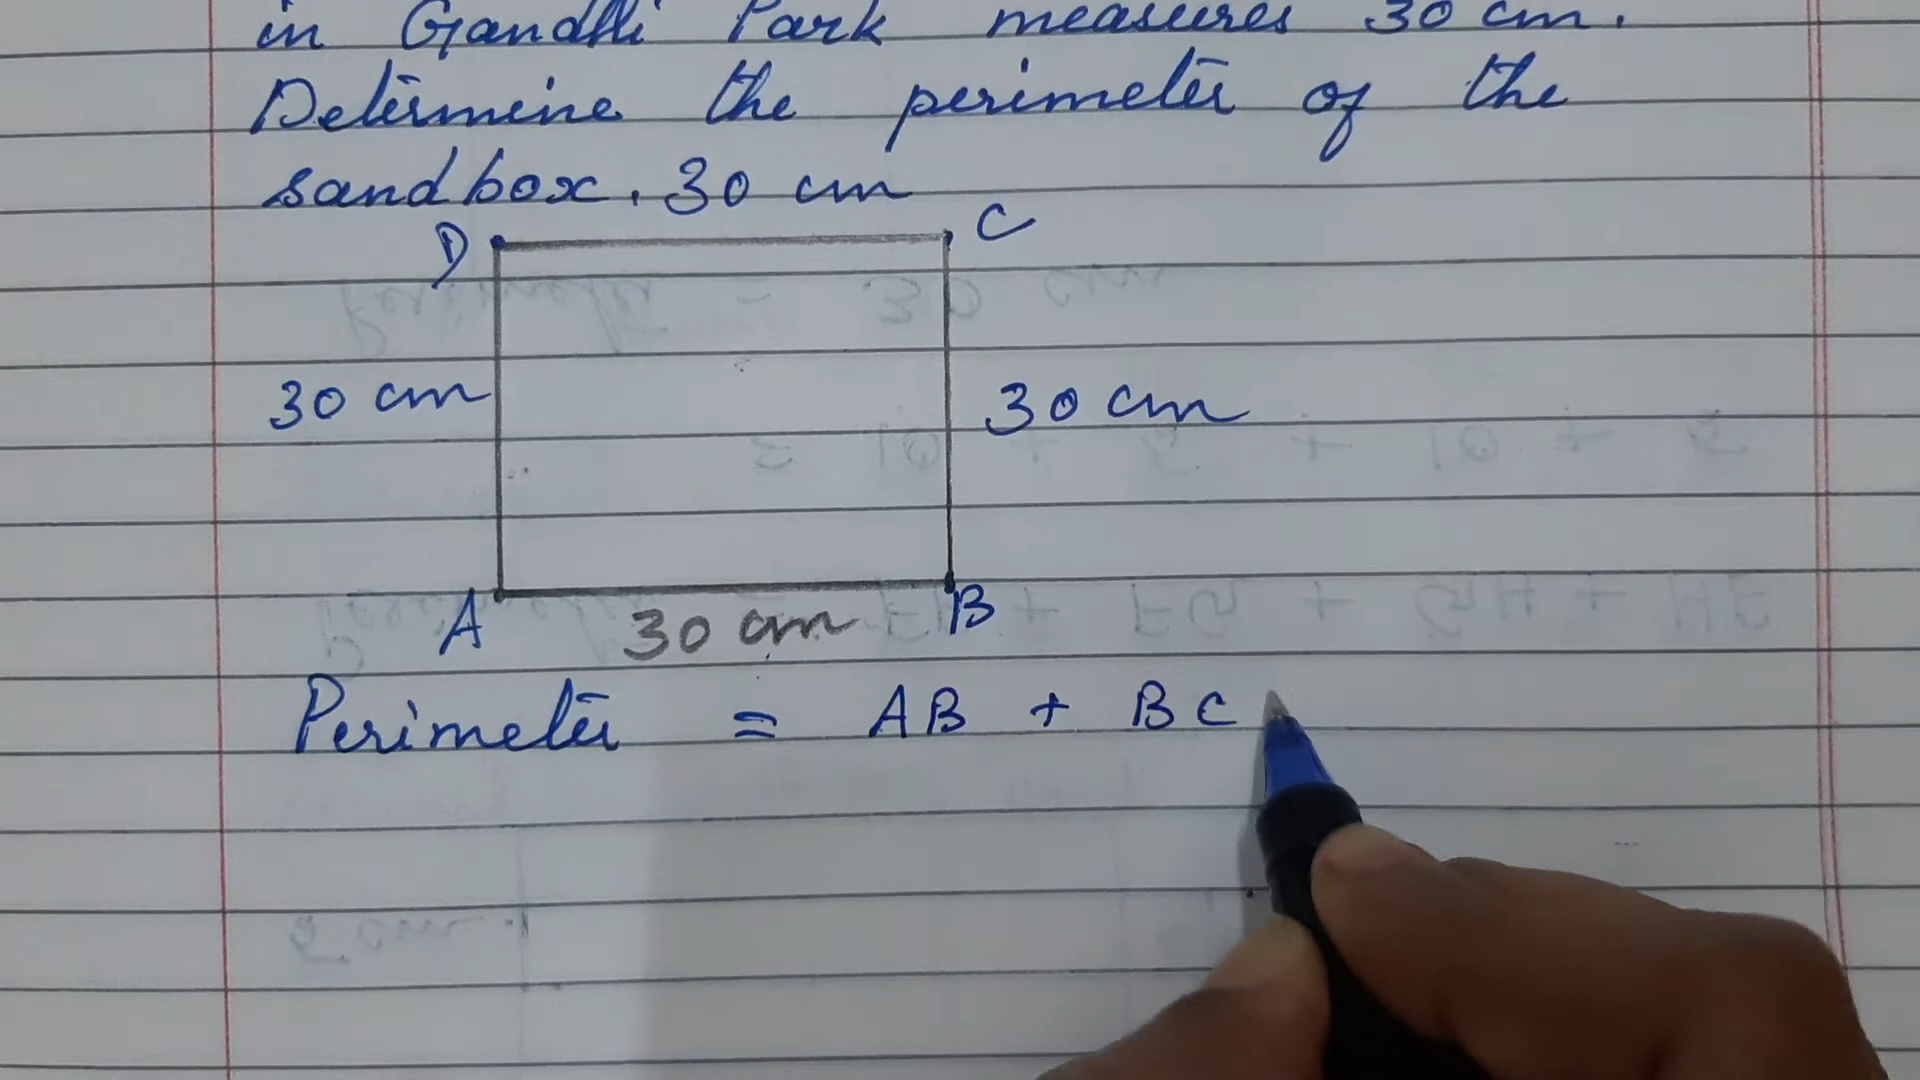 in Gandhi Park measures 30 cm.
Determine the perimeter of the
sandbox. 30 cm
D C
30 cm 30 cm
A 30 cm B
Perimeter = AB + BC